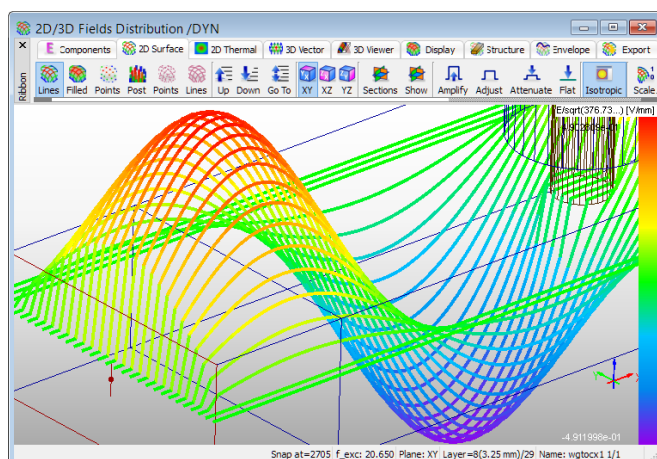 2D/3D Fields Distribution /DYN
Ribbon
E Components 2D Surface 2D Thermal 3D Vector 3D Viewer Display Structure Envelope Export
Lines Filled Points Post Points Lines Up Down Go To XY XZ YZ Sections Show Amplify Adjust Attenuate Flat Isotropic Scale
E/sqrt(376.73...) [V/mm]
4.902809e-01
Y X
-4.911998e-01
Snap at=2705 f_exc: 20.650 Plane: XY Layer=8(3.25 mm)/29 Name: wgtocx1 1/1